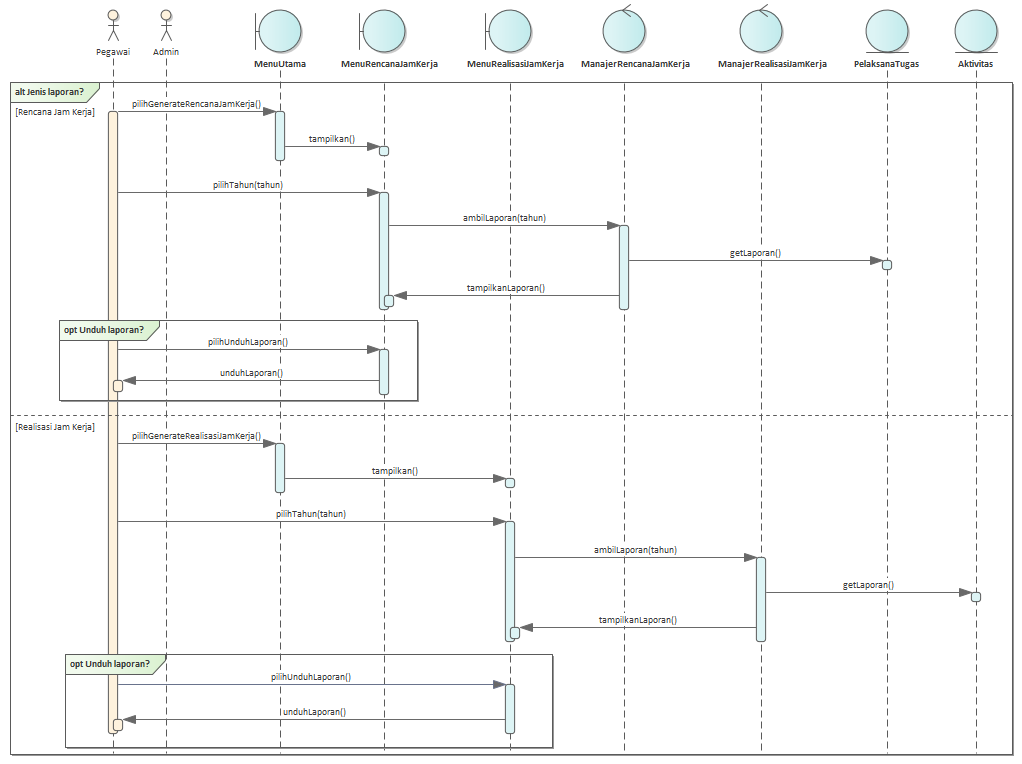 Pegawai
Admin
MenuUtama
MenuRencanaJamKerja
MenuRealisasiJamKerja
ManajerRencanaJamKerja
ManajerRealisasiJamKerja
PelaksanaTugas
Aktivitas
alt Jenis laporan?
[Rencana Jam Kerja]
pilihGenerateRencanaJamKerja()
tampilkan()
pilihTahun(tahun)
ambilLaporan(tahun)
getLaporan()
tampilkanLaporan()
opt Unduh laporan?
pilihUnduhLaporan()
unduhLaporan()
[Realisasi Jam Kerja]
pilihGenerateRealisasiJamKerja()
tampilkan()
pilihTahun(tahun)
ambilLaporan(tahun)
getLaporan()
tampilkanLaporan()
opt Unduh laporan?
pilihUnduhLaporan()
unduhLaporan()